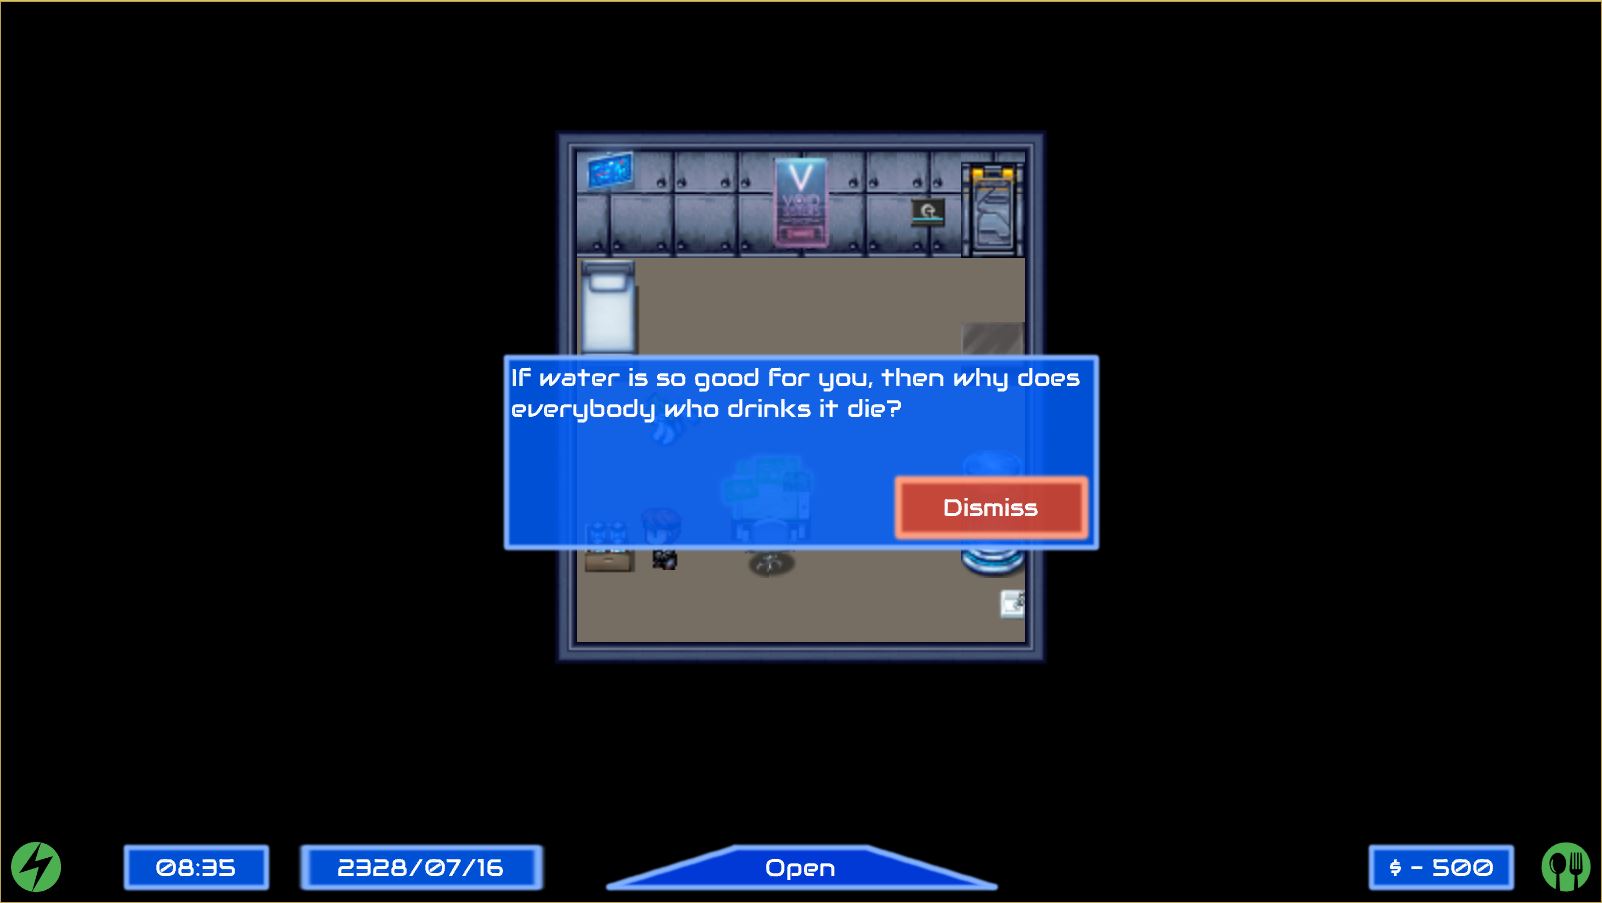 V
VOID
If water is so good for you, then why does
everybody who drinks it die?
Dismiss
08:35
2328/07/16
Open
$ - 500